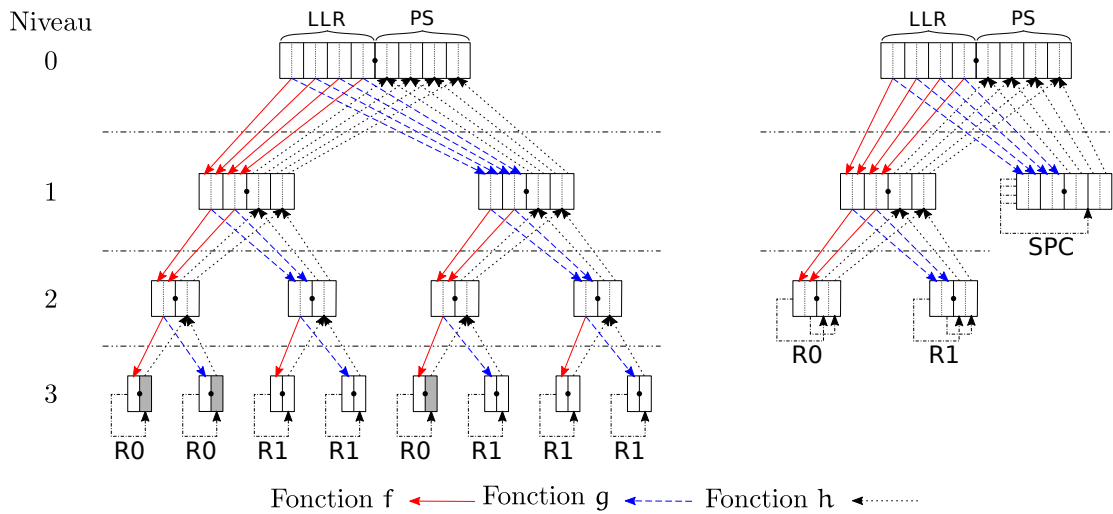 Niveau
LLR PS
LLR PS
0
1
SPC
2
R0 R1
3
R0 R0 R1 R1 R0 R1 R1 R1
Fonction f Fonction g Fonction h